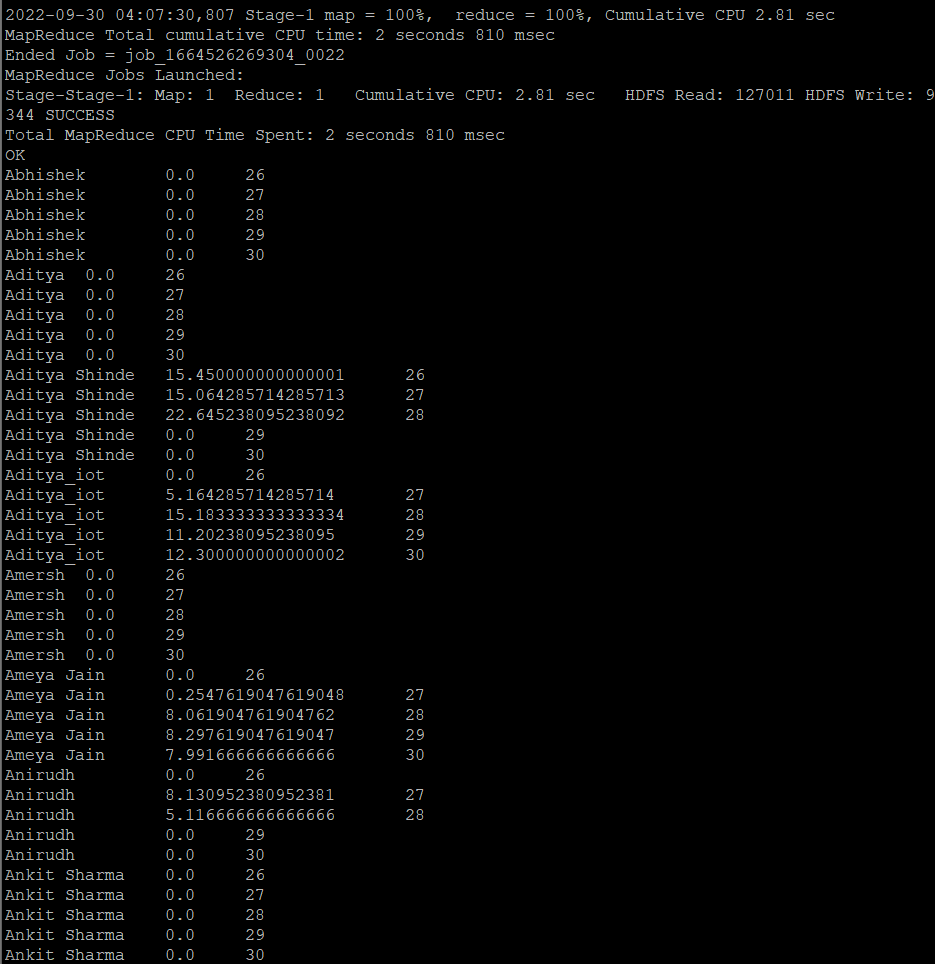 2022-09-30 04:07:30,807 Stage-1 map = 100%,  reduce = 100%, Cumulative CPU 2.81 sec
MapReduce Total cumulative CPU time: 2 seconds 810 msec
Ended Job = job_1664526269304_0022
MapReduce Jobs Launched:
Stage-Stage-1: Map: 1  Reduce: 1   Cumulative CPU: 2.81 sec   HDFS Read: 127011 HDFS Write: 9
344 SUCCESS
Total MapReduce CPU Time Spent: 2 seconds 810 msec
OK
Abhishek        0.0     26
Abhishek        0.0     27
Abhishek        0.0     28
Abhishek        0.0     29
Abhishek        0.0     30
Aditya  0.0     26
Aditya  0.0     27
Aditya  0.0     28
Aditya  0.0     29
Aditya  0.0     30
Aditya Shinde   15.450000000000001      26
Aditya Shinde   15.064285714285713      27
Aditya Shinde   22.645238095238092      28
Aditya Shinde   0.0     29
Aditya Shinde   0.0     30
Aditya_iot      0.0     26
Aditya_iot      5.164285714285714       27
Aditya_iot      15.183333333333334      28
Aditya_iot      11.20238095238095       29
Aditya_iot      12.300000000000002      30
Amersh  0.0     26
Amersh  0.0     27
Amersh  0.0     28
Amersh  0.0     29
Amersh  0.0     30
Ameya Jain      0.0     26
Ameya Jain      0.2547619047619048      27
Ameya Jain      8.061904761904762       28
Ameya Jain      8.297619047619047       29
Ameya Jain      7.991666666666666       30
Anirudh         0.0     26
Anirudh         8.130952380952381       27
Anirudh         5.116666666666666       28
Anirudh         0.0     29
Anirudh         0.0     30
Ankit Sharma    0.0     26
Ankit Sharma    0.0     27
Ankit Sharma    0.0     28
Ankit Sharma    0.0     29
Ankit Sharma    0.0     30